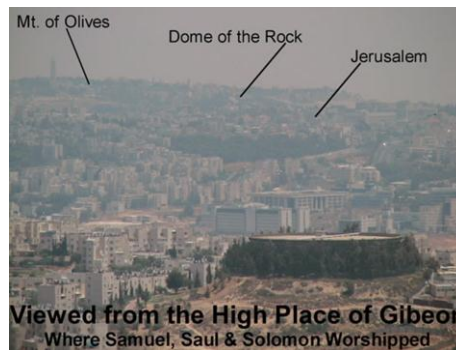 Mt. of Olives
Dome of the Rock
Jerusalem
Viewed from the High Place of Gibeon
Where Samuel, Saul & Solomon Worshipped